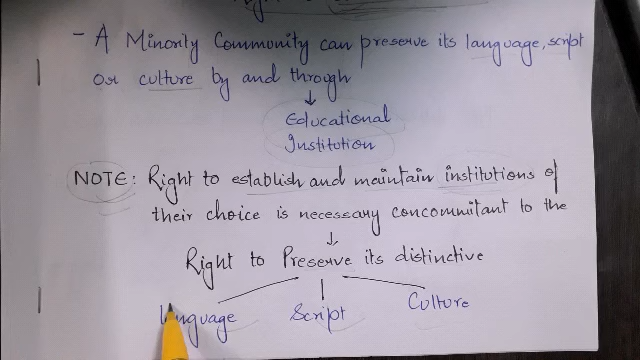 - A Minority Community can preserve its language, script
or culture by and through
↓
Educational
Institution
NOTE: Right to establish and maintain institutions of
their choice is necessary concommitant to the
↓
Right to Preserve its distinctive
Language Script Culture